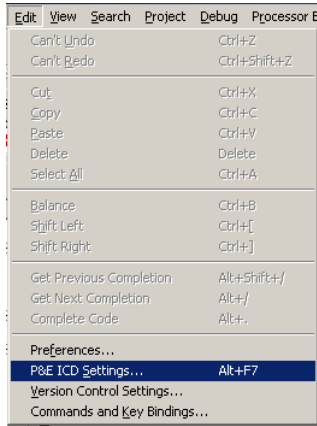 Edit View Search Project Debug Processor E
Can't Undo Ctrl+Z
Can't Redo Ctrl+Shift+Z
Cut Ctrl+X
Copy Ctrl+C
Paste Ctrl+V
Delete Delete
Select All Ctrl+A
Balance Ctrl+B
Shift Left Ctrl+[
Shift Right Ctrl+]
Get Previous Completion Alt+Shift+/
Get Next Completion Alt+/
Complete Code Alt+.
Preferences...
P&E ICD Settings... Alt+F7
Version Control Settings...
Commands and Key Bindings...